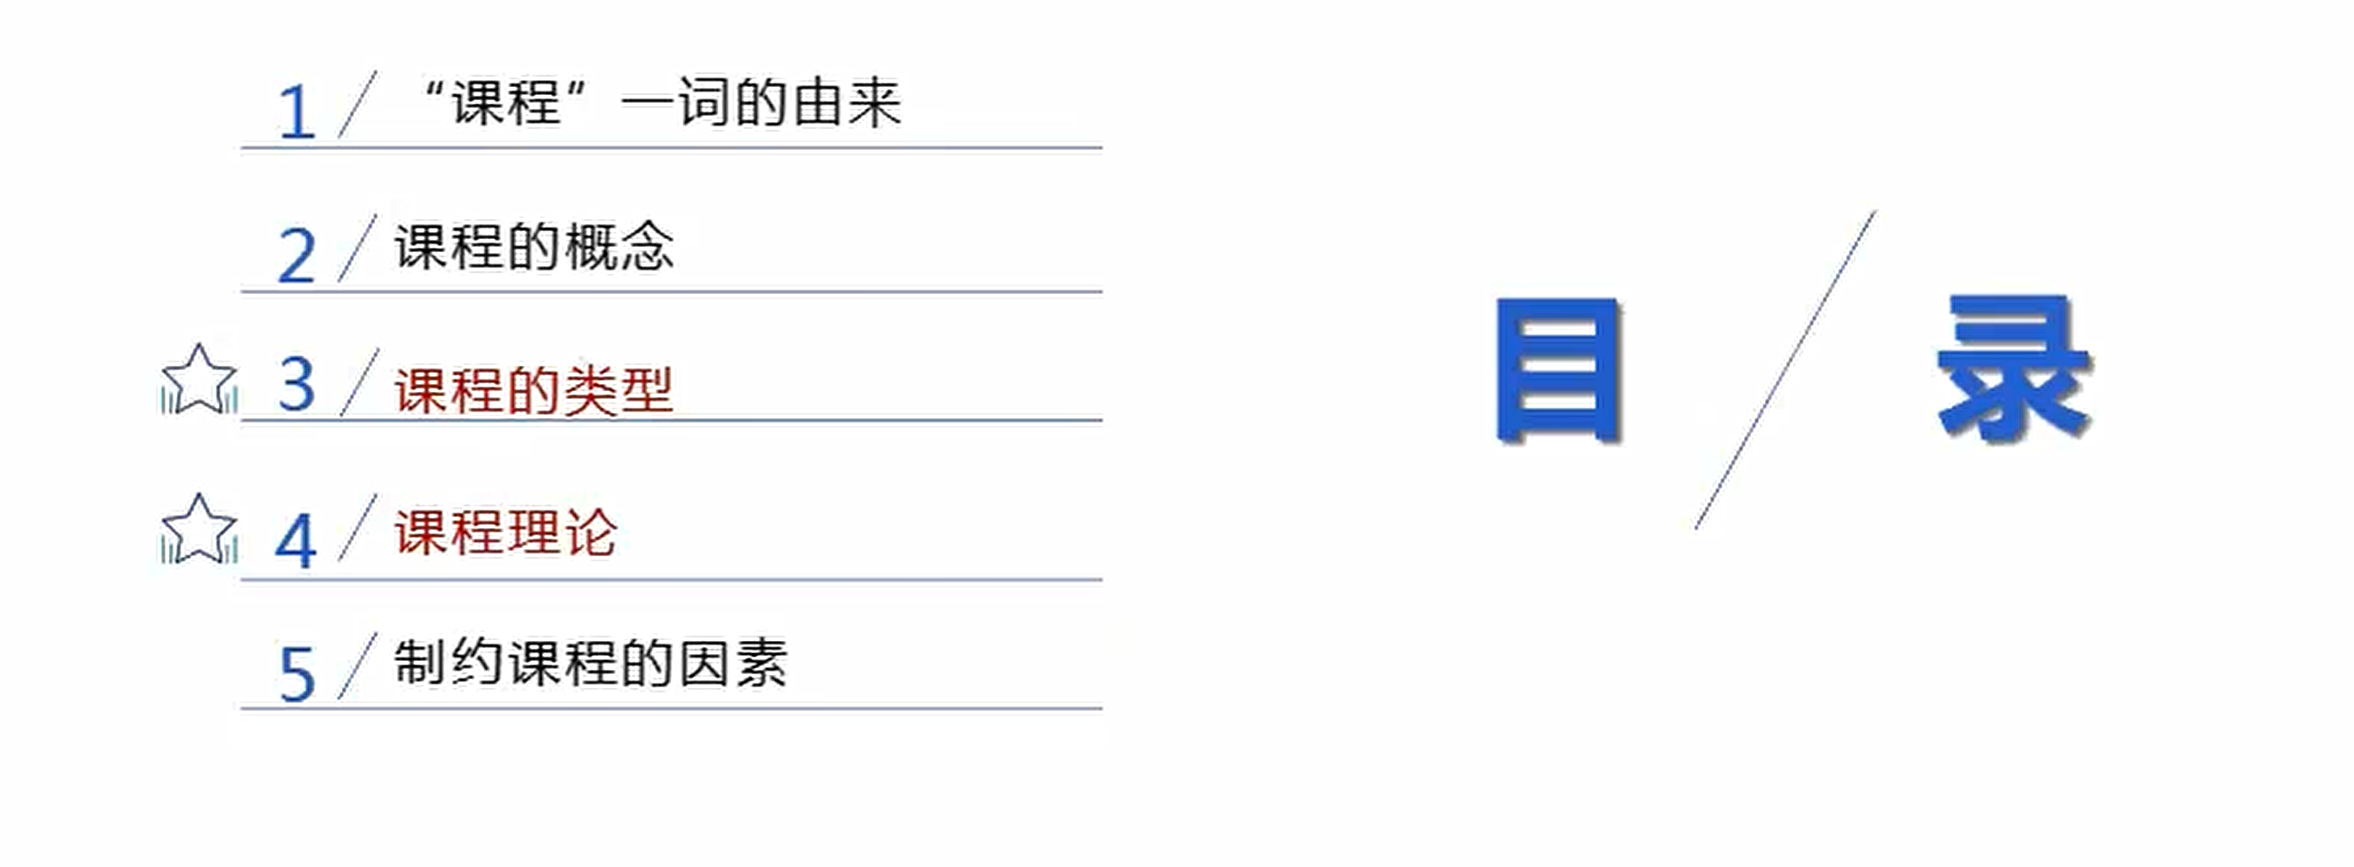 1 “课程”一词的由来
2 课程的概念
3 课程的类型
4 课程理论
5 制约课程的因素
目 录